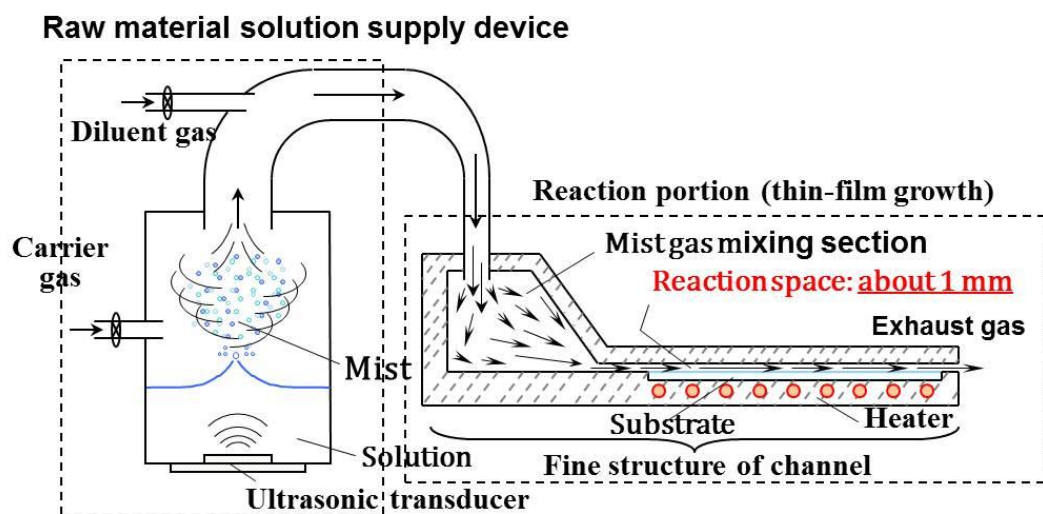 Raw material solution supply device
Diluent gas
Carrier
gas
Mist
Solution
Ultrasonic transducer
Reaction portion (thin-film growth)
Mist gas mixing section
Reaction space: about 1 mm
Exhaust gas
Substrate
Heater
Fine structure of channel